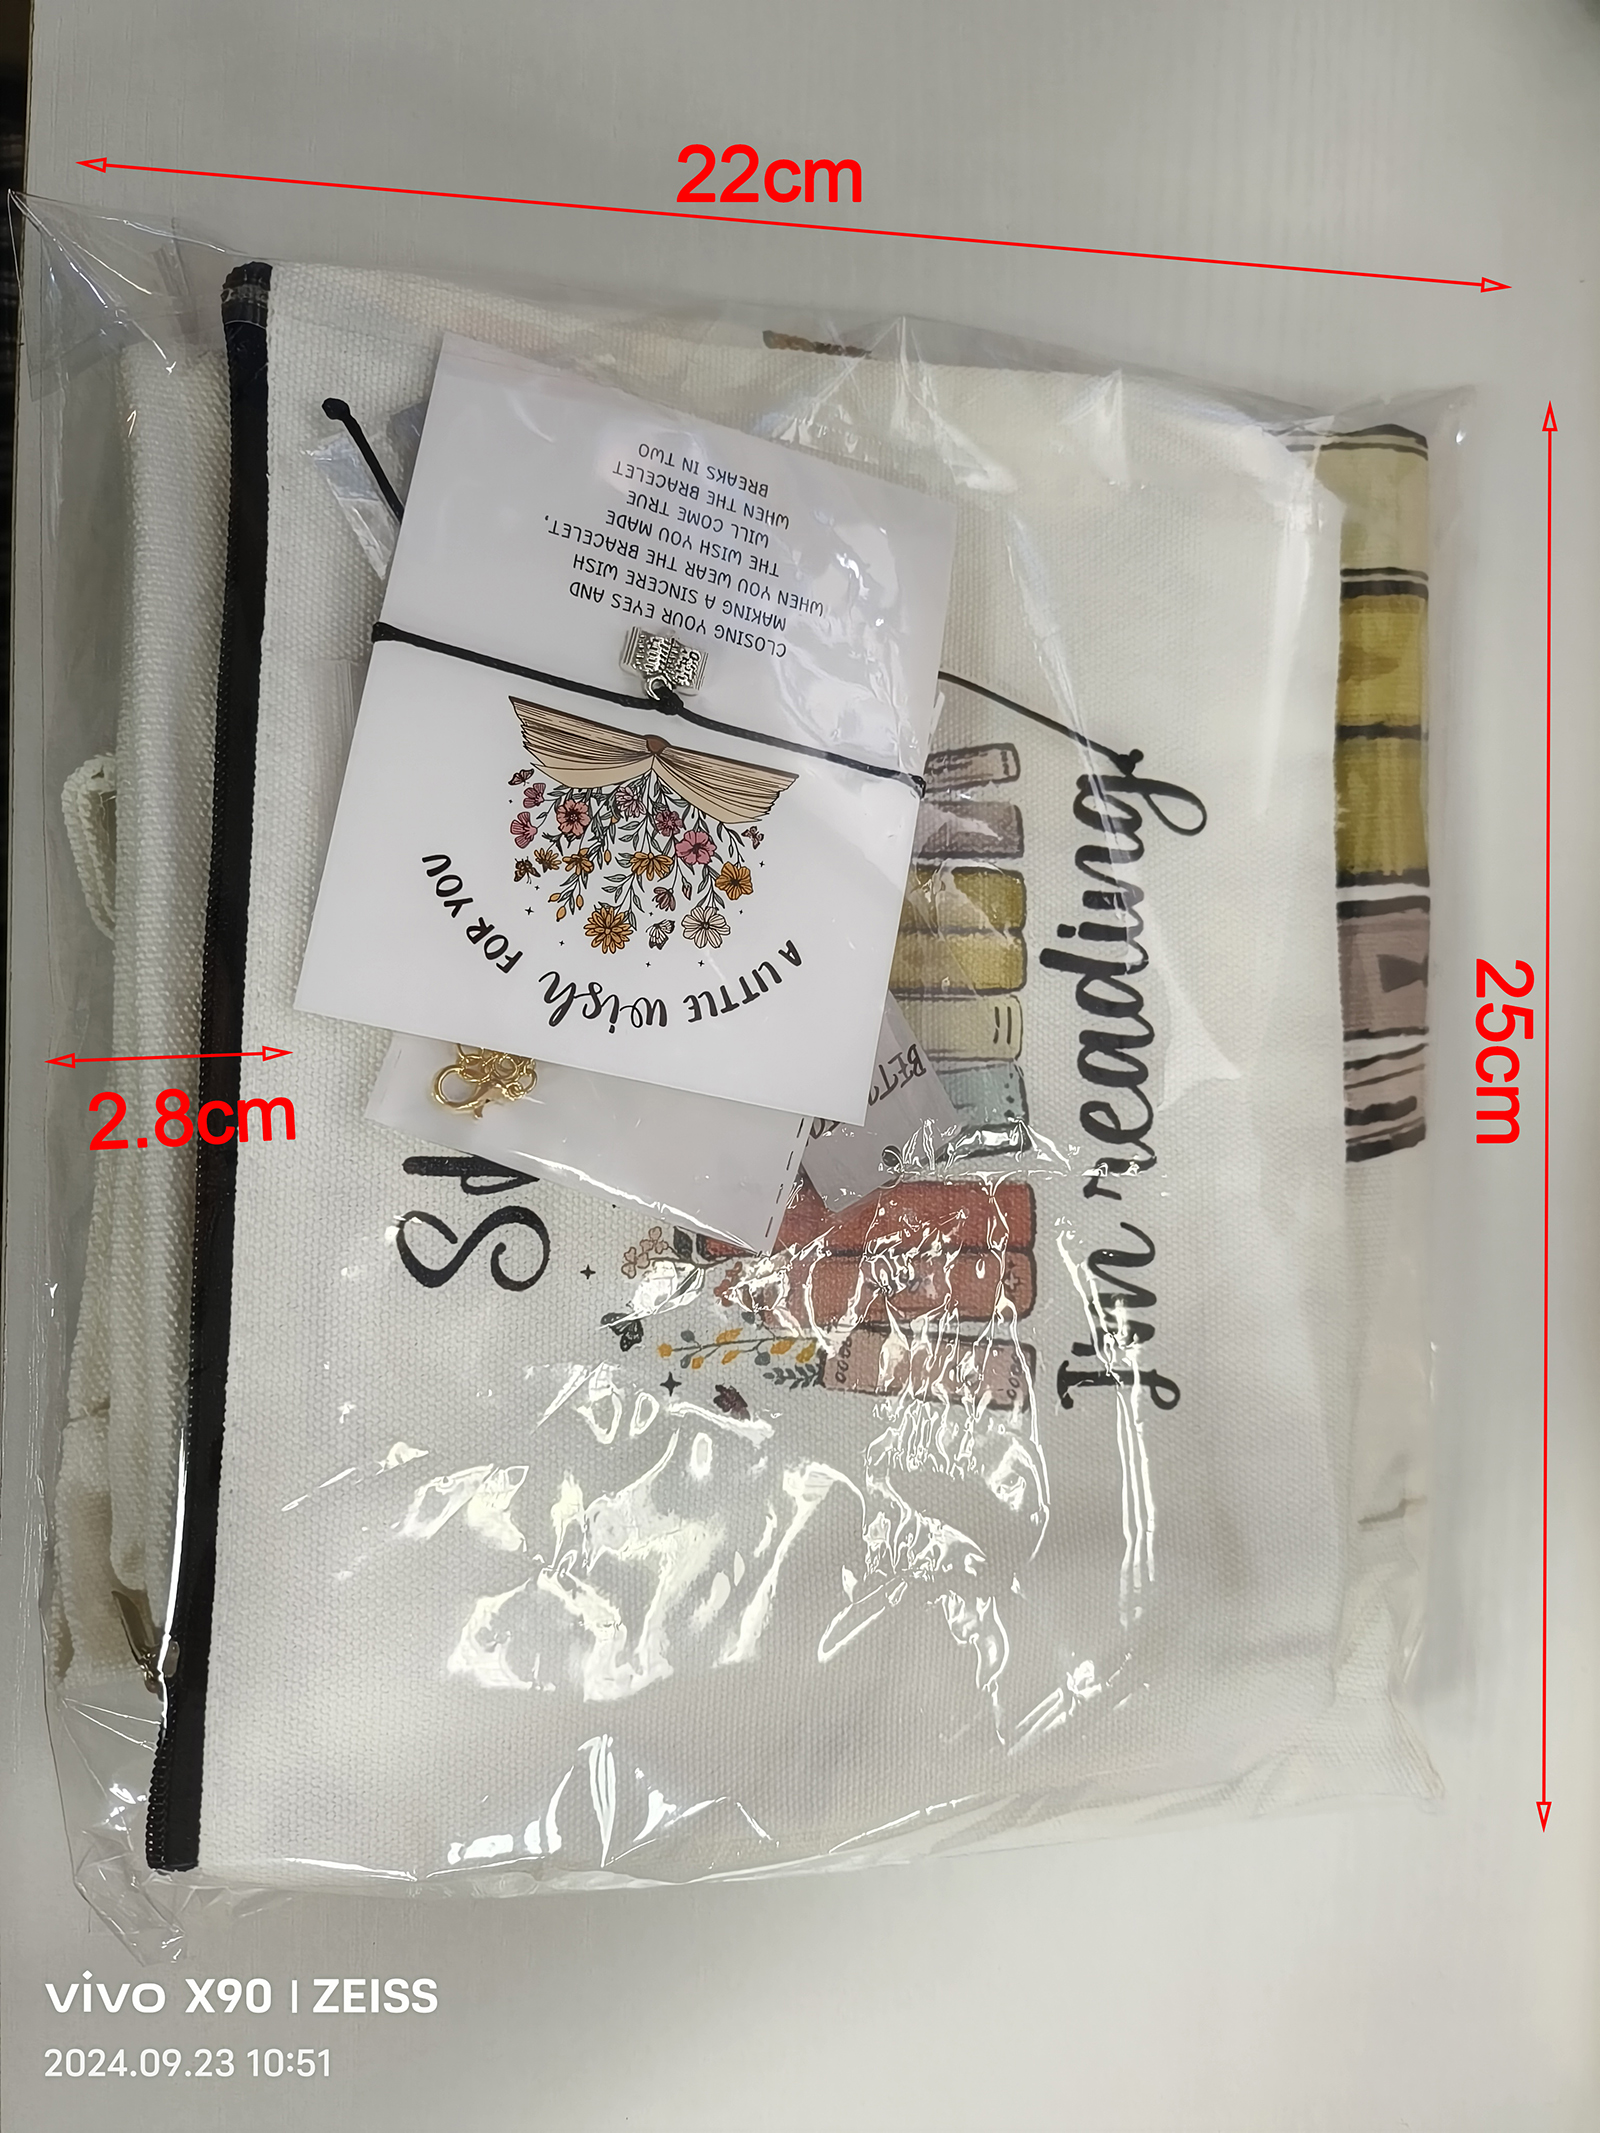 22cm
25cm
2.8cm
CLOSING YOUR EYES AND
MAKING A SINCERE WISH
WHEN YOU WEAR THE BRACELET,
THE WISH YOU MADE
WILL COME TRUE
WHEN THE BRACELET
BREAKS IN TWO
A LITTLE wish FOR YOU
I'm reading
vivo X90 | ZEISS
2024.09.23 10:51